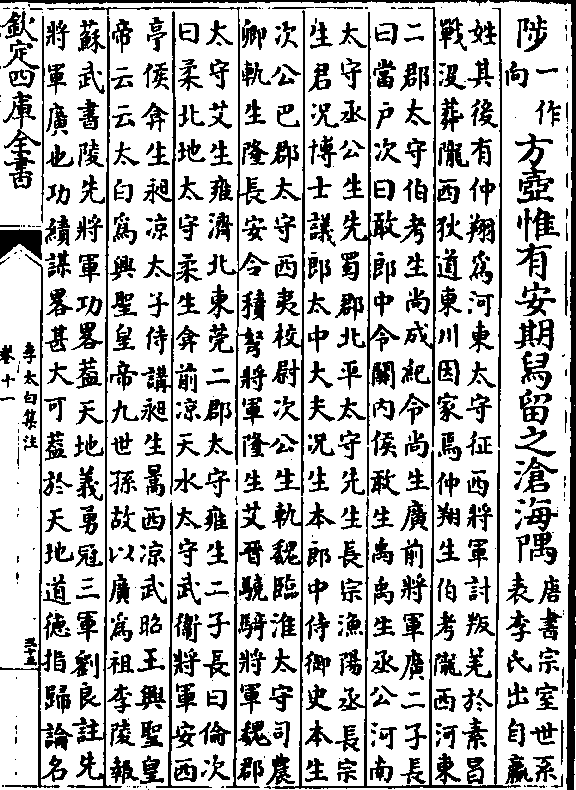 陟一作向方壺惟有安期舄留之滄海隅唐書宗室世系
表李氏出自嬴
姓其後有仲翔為河東太守征西將軍討叛羌於素昌
戰沒葬隴西狄道東川因家焉仲翔生伯考隴西河東
二郡太守伯考生尚成紀令尚生廣前將軍廣二子長
曰當户次曰敢郎中令關内侯敢生禹禹生丞公河南
太守丞公生先蜀郡北平太守先生長宗漁陽丞長宗
生君况博士議郎太中大夫况生本郎中侍御史本生
次公巴郡太守西夷校尉次公生軌魏臨淮太守司農
卿軌生隆長安令積弩將軍隆生艾晉驍騎將軍魏郡
太守艾生雍濟北東莞二郡太守雍生二子長曰倫次
曰柔北地太守柔生弇前凉天水太守武衛將軍安西
亭侯弇生昶凉太子侍講昶生暠西凉武昭王興聖皇
帝云云太白爲興聖皇帝九世孫故以廣爲祖李陵報
蘇武書陵先將軍功畧葢天地義勇冠三軍劉良註先
將軍廣也功績謀畧甚大可葢於天地道德指歸論名
欽定四庫全書
李太白集注
卷十一
三十五